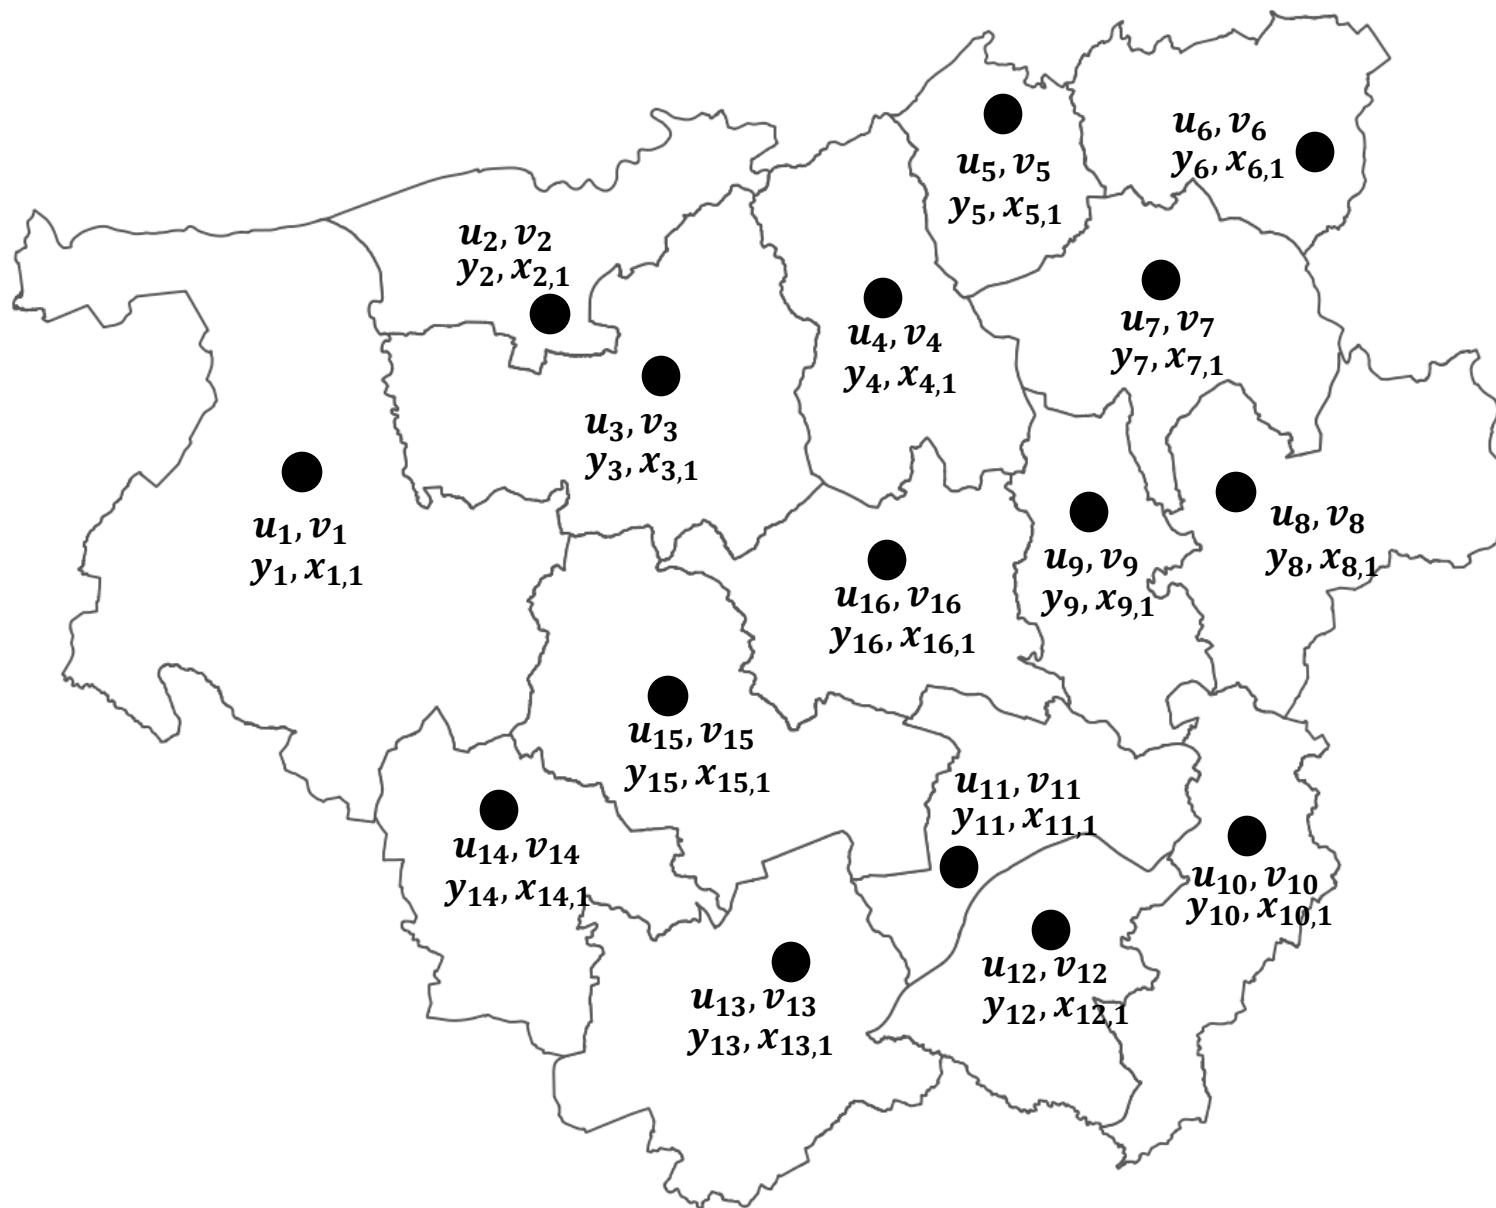 u₆, v₆
y₆, x₆,₁
u₅, v₅
y₅, x₅,₁
u₂, v₂
y₂, x₂,₁
u₇, v₇
y₇, x₇,₁
u₄, v₄
y₄, x₄,₁
u₃, v₃
y₃, x₃,₁
u₁, v₁
y₁, x₁,₁
u₈, v₈
y₈, x₈,₁
u₉, v₉
y₉, x₉,₁
u₁₆, v₁₆
y₁₆, x₁₆,₁
u₁₅, v₁₅
y₁₅, x₁₅,₁
u₁₁, v₁₁
y₁₁, x₁₁,₁
u₁₄, v₁₄
y₁₄, x₁₄,₁
u₁₀, v₁₀
y₁₀, x₁₀,₁
u₁₂, v₁₂
y₁₂, x₁₂,₁
u₁₃, v₁₃
y₁₃, x₁₃,₁